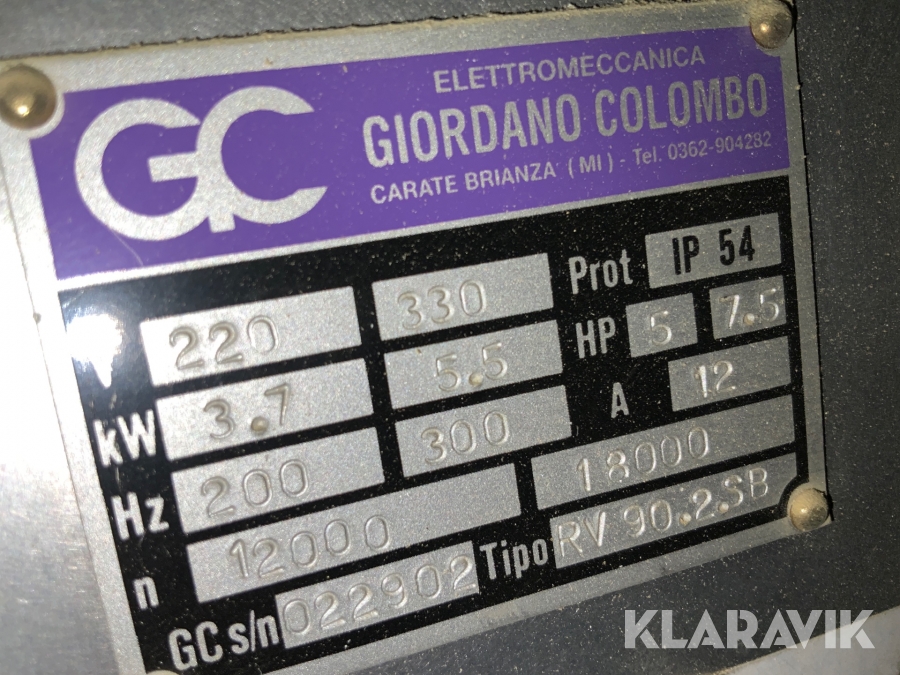 GC
ELETTROMECCANICA
GIORDANO COLOMBO
CARATE BRIANZA (MI) - Tel. 0362-904282
220 330 Prot IP 54
kW 3.7 5.5 HP 5 7.5
Hz 200 300 A 12
n 12000 18000
GC s/n 022902 Tipo RV 90.2.SB
KLARAVIK